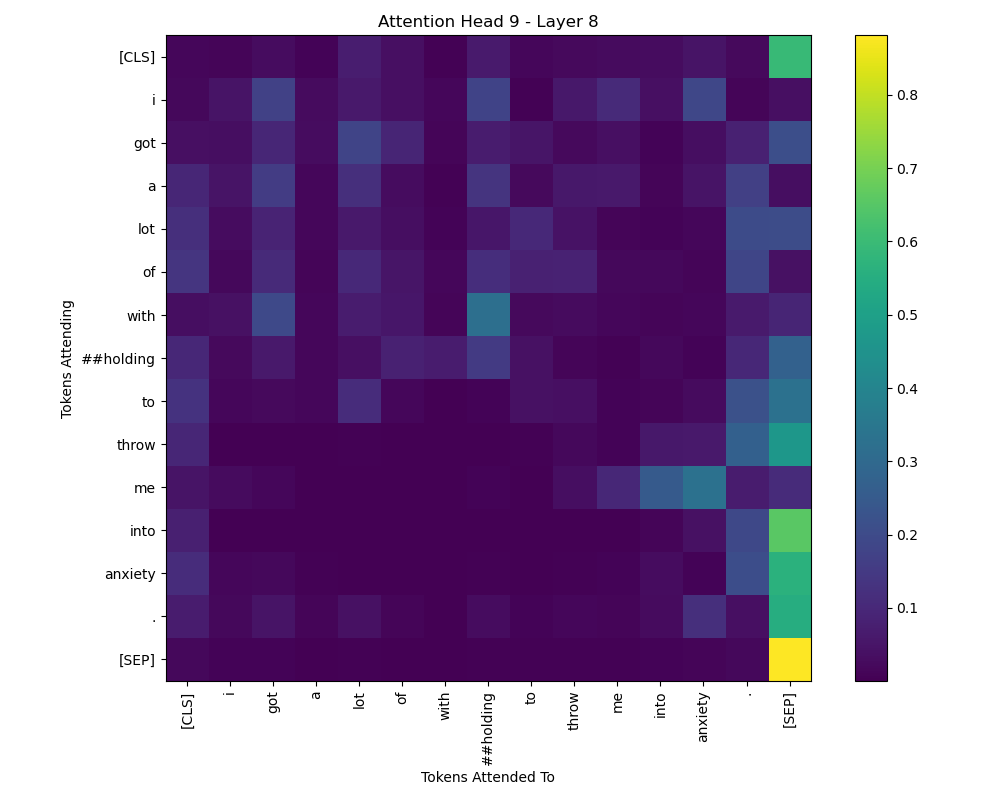 Attention Head 9 - Layer 8
Tokens Attending
[CLS]
i
got
a
lot
of
with
##holding
to
throw
me
into
anxiety
.
[SEP]
[CLS]
i
got
a
lot
of
with
##holding
to
throw
me
into
anxiety
.
[SEP]
Tokens Attended To
0.8
0.7
0.6
0.5
0.4
0.3
0.2
0.1